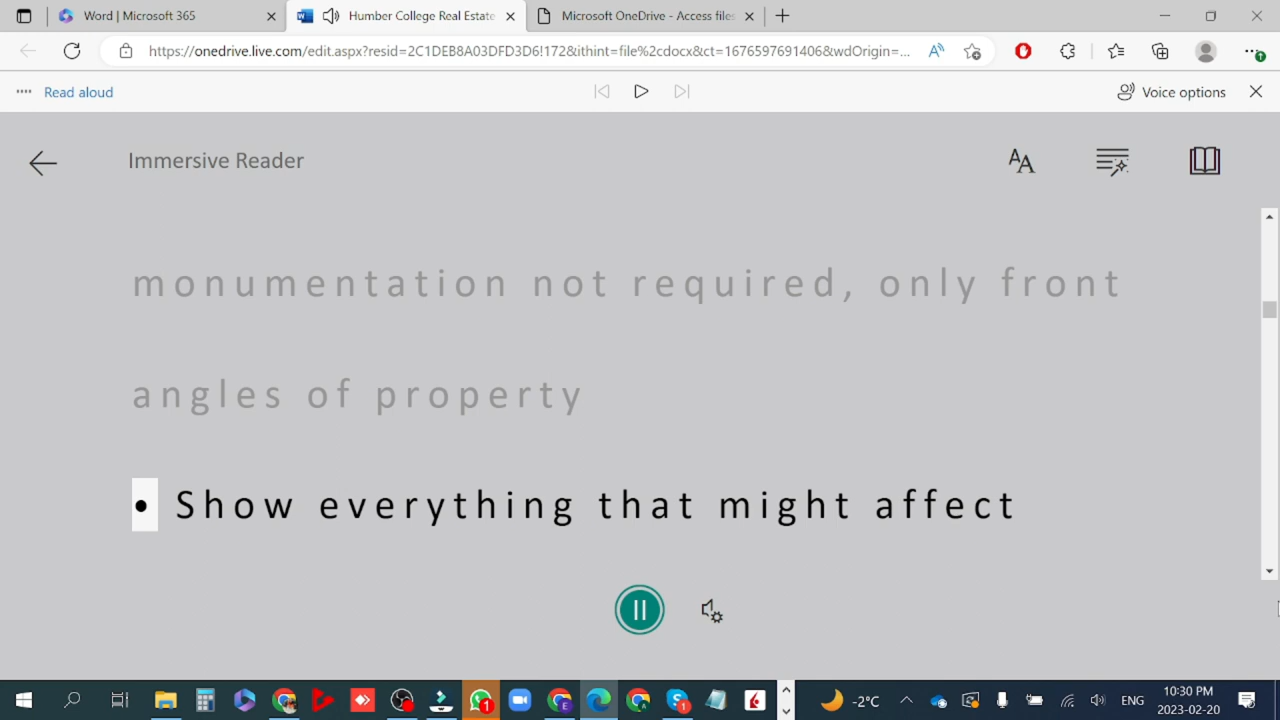 Word | Microsoft 365
Humber College Real Estate
Microsoft OneDrive - Access files
https://onedrive.live.com/edit.aspx?resid=2C1DEB8A03DFD3D6!172&ithint=file%2cdocx&ct=1676597691406&wdOrigin=...
Read aloud
Voice options
Immersive Reader
monumentation not required, only front
angles of property
• Show everything that might affect
-2°C
ENG
10:30 PM
2023-02-20